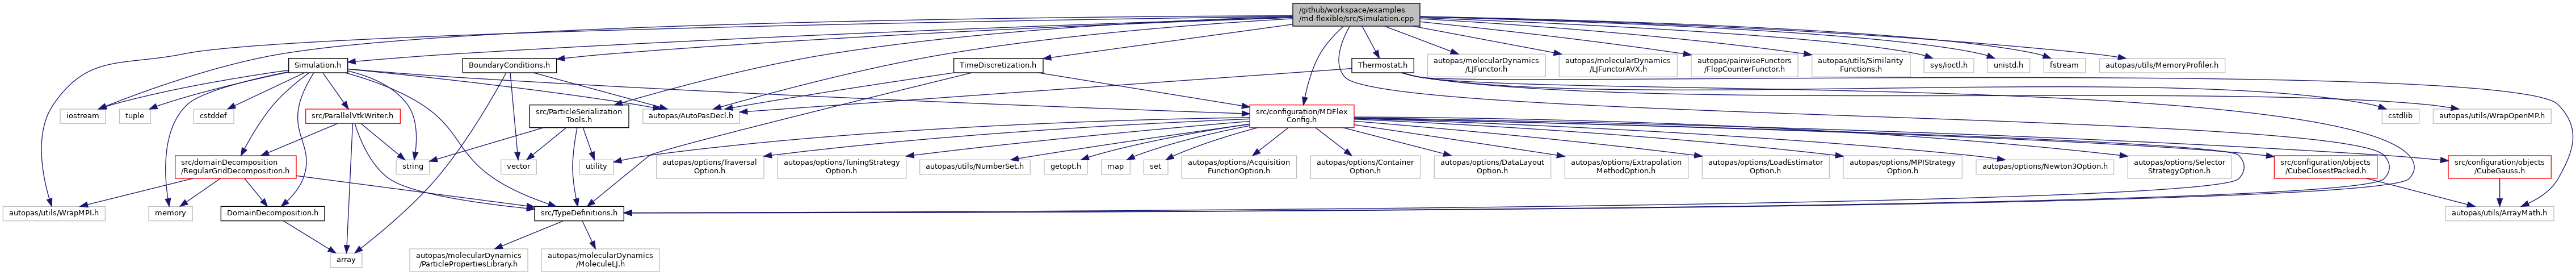 /github/workspace/examples
/md-flexible/src/Simulation.cpp
Simulation.h
BoundaryConditions.h
TimeDiscretization.h
Thermostat.h
autopas/molecularDynamics
/LJFunctor.h
autopas/molecularDynamics
/LJFunctorAVX.h
autopas/pairwiseFunctors
/FlopCounterFunctor.h
autopas/utils/Similarity
Functions.h
sys/ioctl.h
unistd.h
fstream
autopas/utils/MemoryProfiler.h
iostream
tuple
cstddef
src/ParallelVtkWriter.h
src/ParticleSerialization
Tools.h
autopas/AutoPasDecl.h
src/configuration/MDFlex
Config.h
cstdlib
autopas/utils/WrapOpenMP.h
src/domainDecomposition
/RegularGridDecomposition.h
string
vector
utility
autopas/options/Traversal
Option.h
autopas/options/TuningStrategy
Option.h
autopas/utils/NumberSet.h
getopt.h
map
set
autopas/options/Acquisition
FunctionOption.h
autopas/options/Container
Option.h
autopas/options/DataLayout
Option.h
autopas/options/Extrapolation
MethodOption.h
autopas/options/LoadEstimator
Option.h
autopas/options/MPIStrategy
Option.h
autopas/options/Newton3Option.h
autopas/options/Selector
StrategyOption.h
src/configuration/objects
/CubeClosestPacked.h
src/configuration/objects
/CubeGauss.h
autopas/utils/WrapMPI.h
memory
DomainDecomposition.h
src/TypeDefinitions.h
autopas/utils/ArrayMath.h
array
autopas/molecularDynamics
/ParticlePropertiesLibrary.h
autopas/molecularDynamics
/MoleculeLJ.h